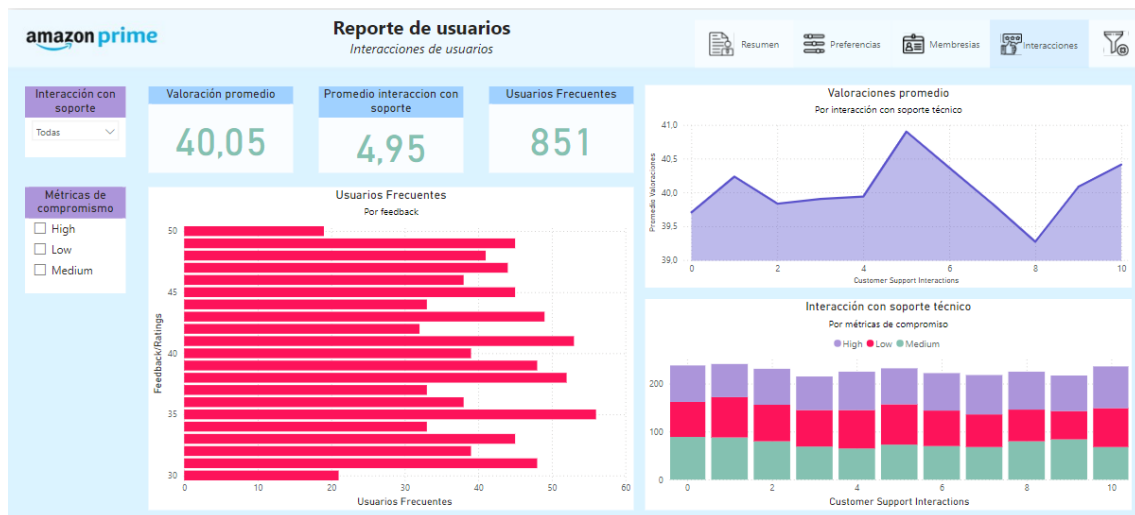 amazon prime
Reporte de usuarios
Interacciones de usuarios
Resumen
Preferencias
Membresias
Interacciones
Interacción con
soporte
Todas
Valoración promedio
40,05
Promedio interaccion con
soporte
4,95
Usuarios Frecuentes
851
Métricas de
compromismo
High
Low
Medium
Usuarios Frecuentes
Por feedback
Feedback/Ratings
50
45
40
35
30
0 10 20 30 40 50 60
Usuarios Frecuentes
Valoraciones promedio
Por interacción con soporte técnico
Promedio Valoraciones
41,0
40,5
40,0
39,5
39,0
0 2 4 6 8 10
Customer Support Interactions
Interacción con soporte técnico
Por métricas de compromiso
High Low Medium
200
100
0
0 2 4 6 8 10
Customer Support Interactions